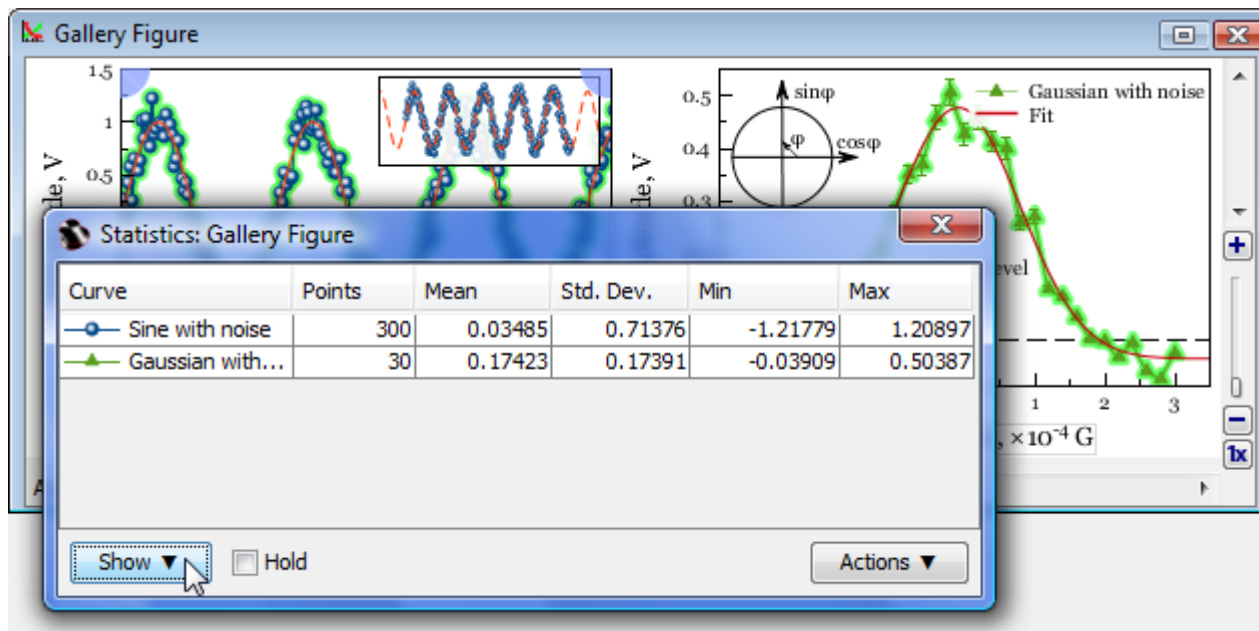 Gallery Figure
1.5
1
0.5
de, V
0.5
0.4
0.3
de, V
sinφ
cosφ
φ
Gaussian with noise
Fit
evel
1 2 3
, ×10⁻⁴ G
1x
Statistics: Gallery Figure
Curve Points Mean Std. Dev. Min Max
Sine with noise 300 0.03485 0.71376 -1.21779 1.20897
Gaussian with... 30 0.17423 0.17391 -0.03909 0.50387
Show ▼ Hold Actions ▼